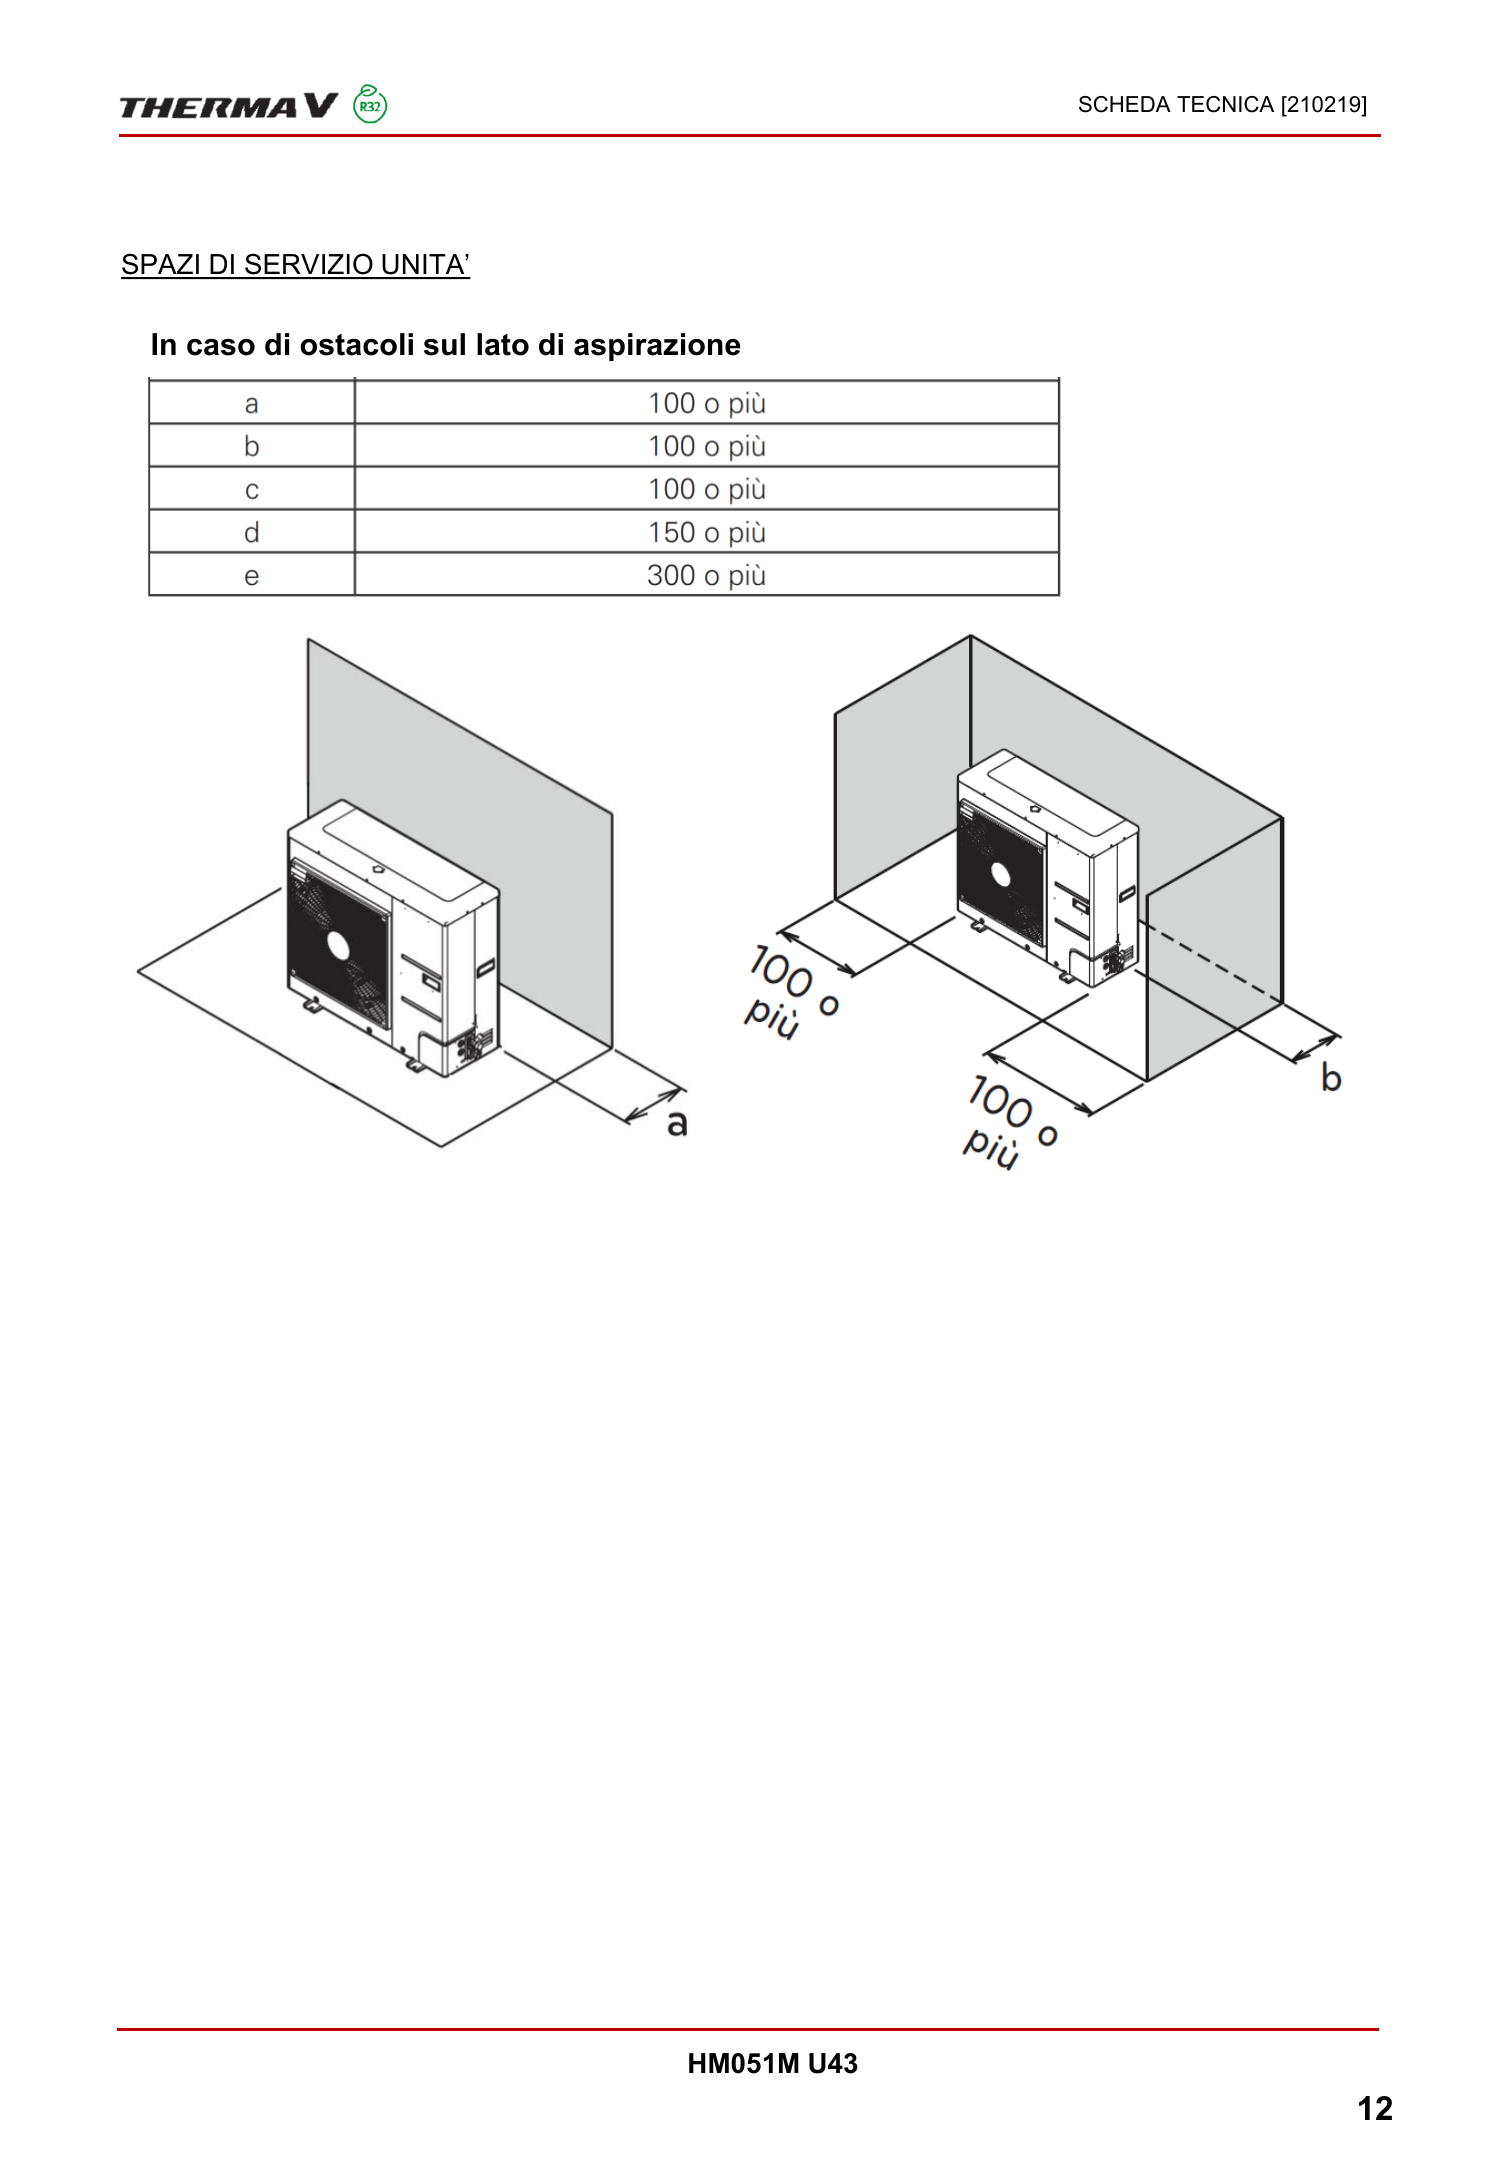 THERMA V R32
SCHEDA TECNICA [210219]
SPAZI DI SERVIZIO UNITA’
In caso di ostacoli sul lato di aspirazione
a 100 o più
b 100 o più
c 100 o più
d 150 o più
e 300 o più
a
100 o
più
100 o
più
b
HM051M U43
12